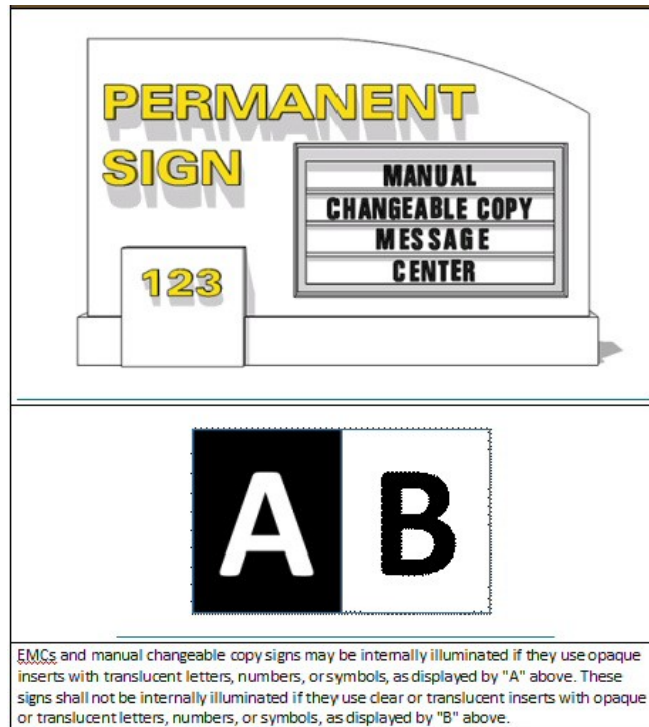 PERMANENT
SIGN
MANUAL
CHANGEABLE COPY
MESSAGE
CENTER
123
A B
EMCs and manual changeable copy signs may be internally illuminated if they use opaque
inserts with translucent letters, numbers, or symbols, as displayed by "A" above. These
signs shall not be internally illuminated if they use clear or translucent inserts with opaque
or translucent letters, numbers, or symbols, as displayed by "B" above.